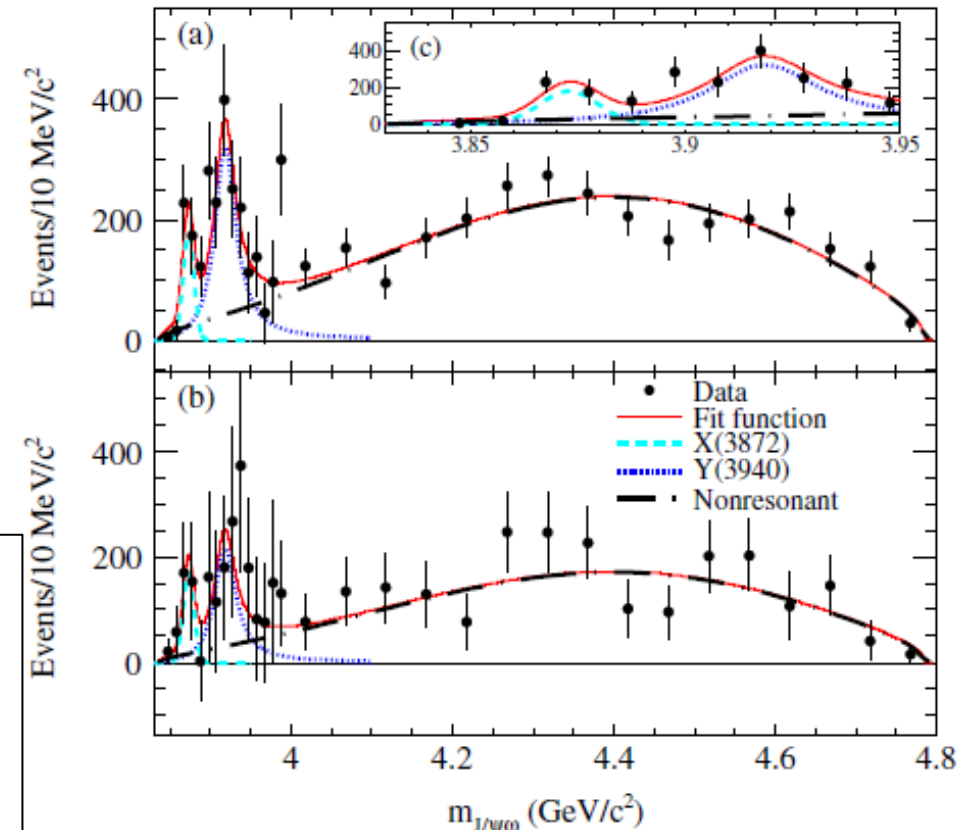 (a)
(c)
400
200
0
3.85
3.9
3.95
Events/10 MeV/c²
400
200
0
(b)
Data
Fit function
X(3872)
Y(3940)
Nonresonant
Events/10 MeV/c²
400
200
0
4
4.2
4.4
4.6
4.8
m_J/ψω (GeV/c²)